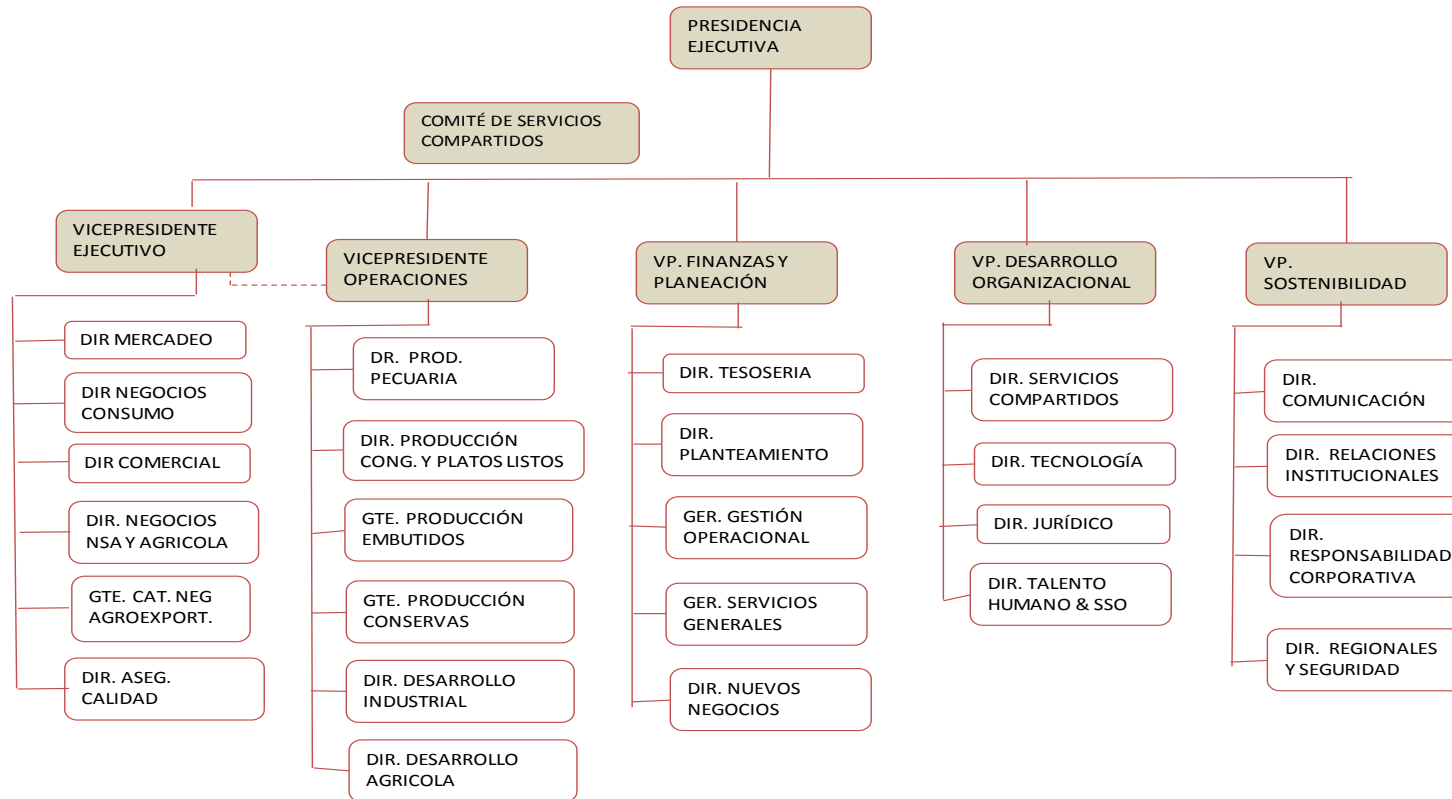 PRESIDENCIA
EJECUTIVA
COMITÉ DE SERVICIOS
COMPARTIDOS
VICEPRESIDENTE
EJECUTIVO
DIR MERCADEO
DIR NEGOCIOS
CONSUMO
DIR COMERCIAL
DIR. NEGOCIOS
NSA Y AGRICOLA
GTE. CAT. NEG
AGROEXPORT.
DIR. ASEG.
CALIDAD
VICEPRESIDENTE
OPERACIONES
DR. PROD.
PECUARIA
DIR. PRODUCCIÓN
CONG. Y PLATOS LISTOS
GTE. PRODUCCIÓN
EMBUTIDOS
GTE. PRODUCCIÓN
CONSERVAS
DIR. DESARROLLO
INDUSTRIAL
DIR. DESARROLLO
AGRICOLA
VP. FINANZAS Y
PLANEACIÓN
DIR. TESOSERIA
DIR.
PLANTEAMIENTO
GER. GESTIÓN
OPERACIONAL
GER. SERVICIOS
GENERALES
DIR. NUEVOS
NEGOCIOS
VP. DESARROLLO
ORGANIZACIONAL
DIR. SERVICIOS
COMPARTIDOS
DIR. TECNOLOGÍA
DIR. JURÍDICO
DIR. TALENTO
HUMANO & SSO
VP.
SOSTENIBILIDAD
DIR.
COMUNICACIÓN
DIR. RELACIONES
INSTITUCIONALES
DIR.
RESPONSABILIDAD
CORPORATIVA
DIR. REGIONALES
Y SEGURIDAD